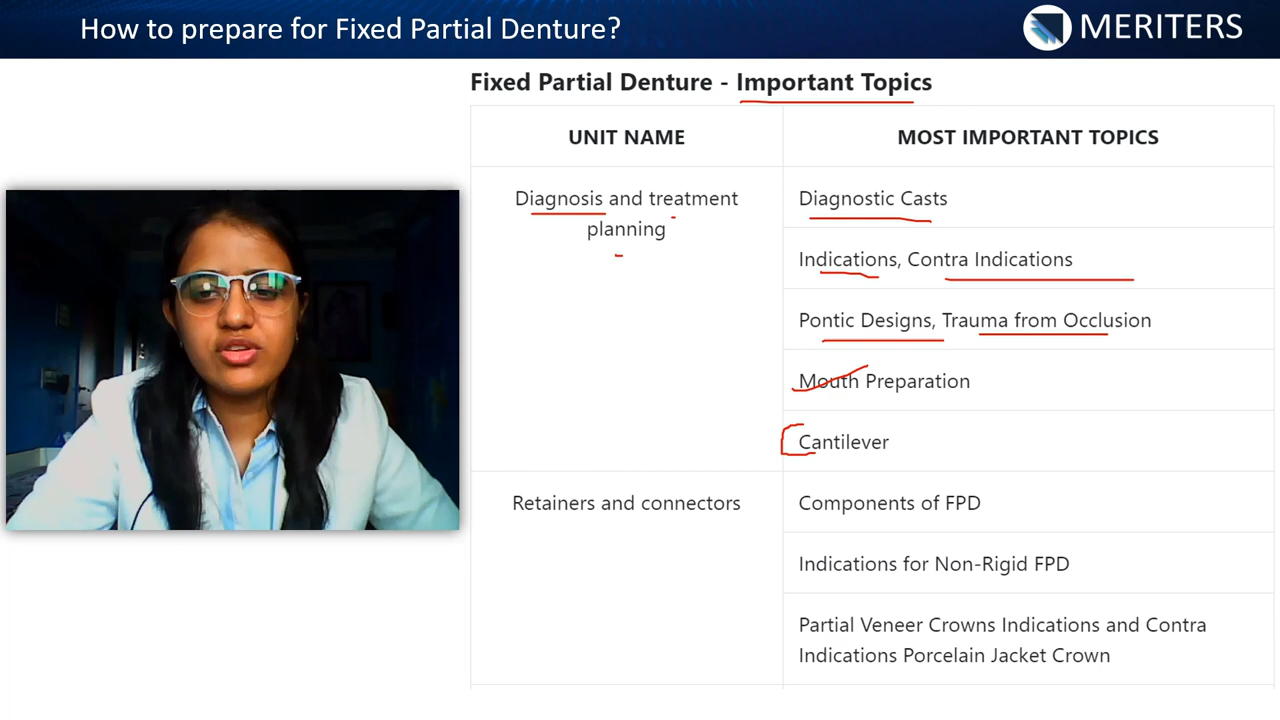 How to prepare for Fixed Partial Denture?
MERITERS
Fixed Partial Denture - Important Topics
UNIT NAME
MOST IMPORTANT TOPICS
Diagnosis and treatment
planning
Diagnostic Casts
Indications, Contra Indications
Pontic Designs, Trauma from Occlusion
Mouth Preparation
Cantilever
Retainers and connectors
Components of FPD
Indications for Non-Rigid FPD
Partial Veneer Crowns Indications and Contra
Indications Porcelain Jacket Crown